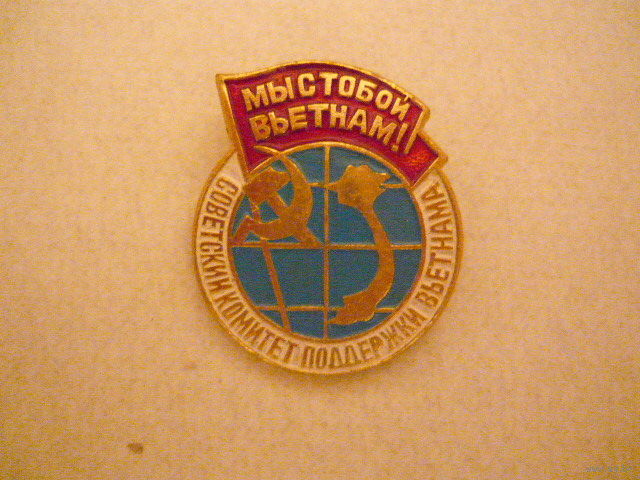 МЫ С ТОБОЙ
ВЬЕТНАМ!
СОВЕТСКИЙ КОМИТЕТ ПОДДЕРЖКИ ВЬЕТНАМА